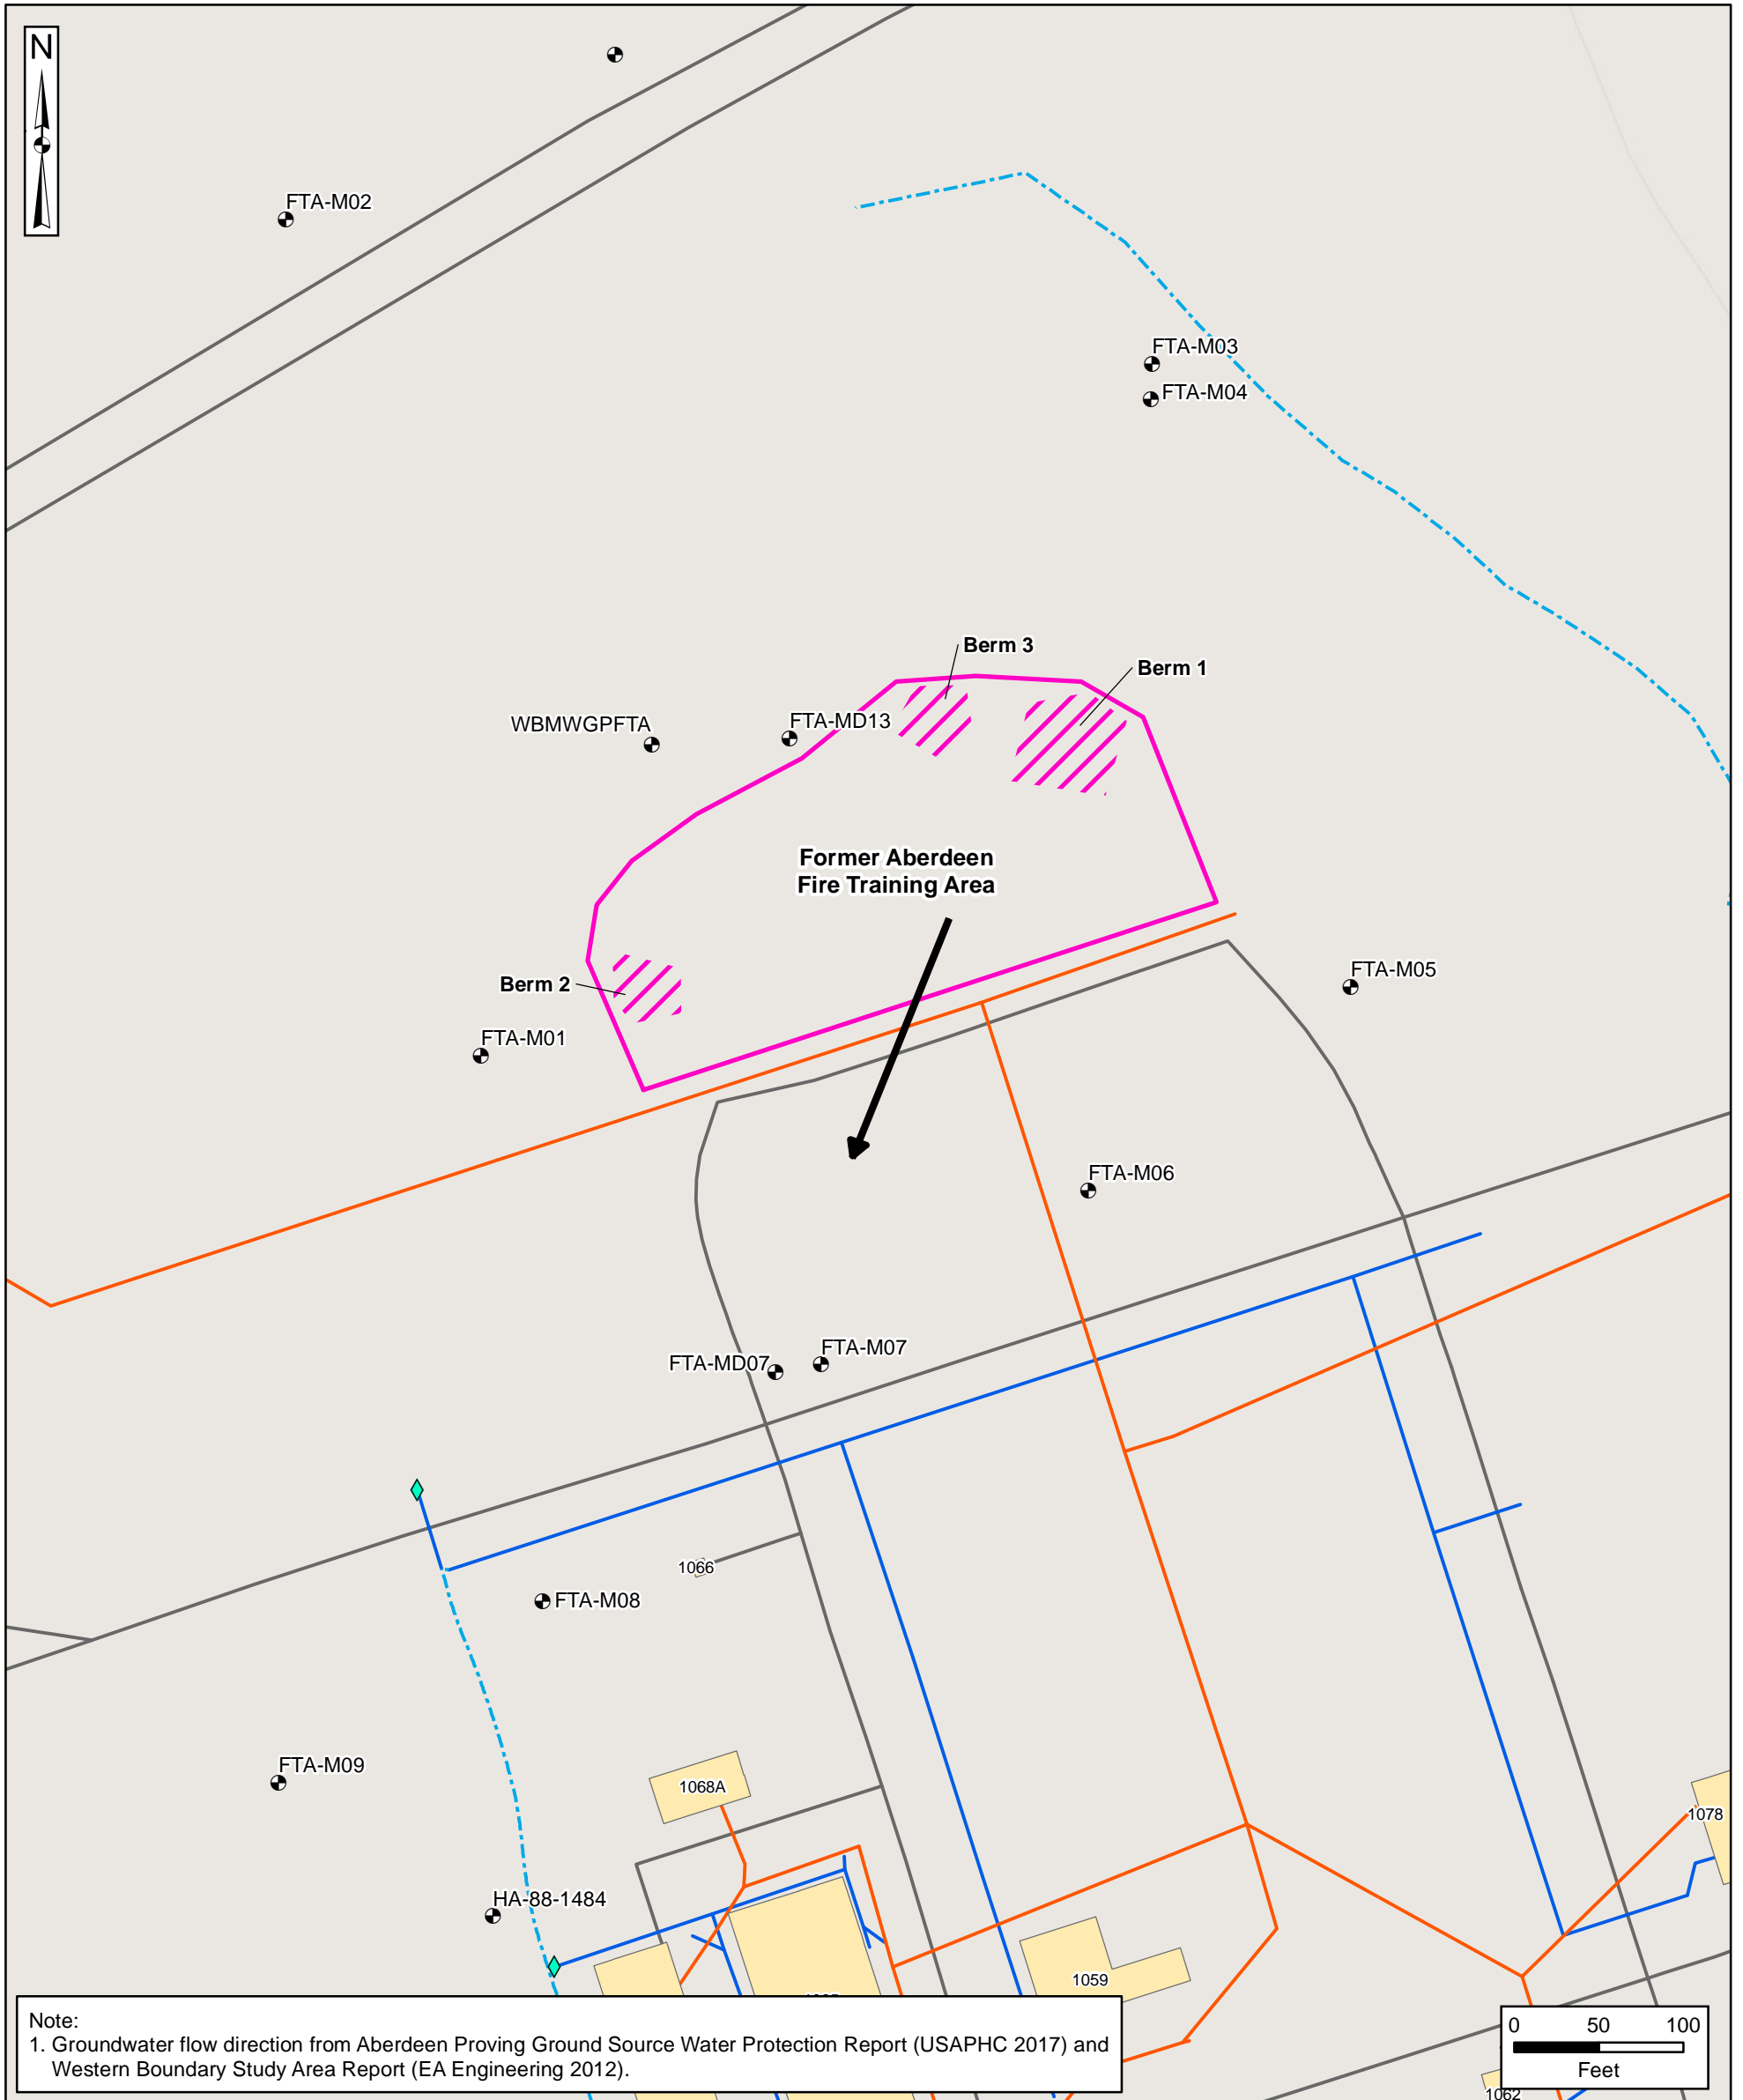 N
FTA-M02
FTA-M03
FTA-M04
Berm 3
Berm 1
WBMWGPFTA
FTA-MD13
Former Aberdeen
Fire Training Area
FTA-M05
Berm 2
FTA-M01
FTA-M06
FTA-M07
FTA-MD07
1066
FTA-M08
FTA-M09
1068A
1078
HA-88-1484
1059
Note:
1. Groundwater flow direction from Aberdeen Proving Ground Source Water Protection Report (USAPHC 2017) and
Western Boundary Study Area Report (EA Engineering 2012).
0 50 100
Feet
1062